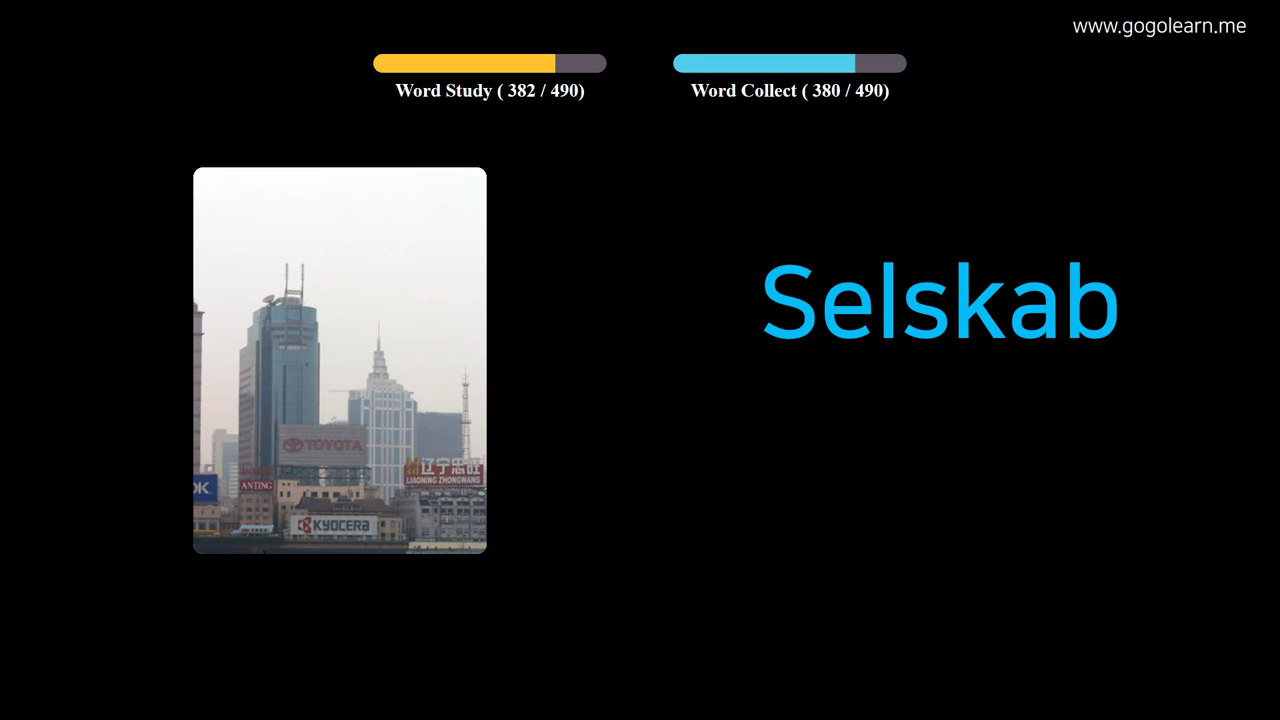 www.gogolearn.me
Word Study ( 382 / 490)
Word Collect ( 380 / 490)
Selskab
TOYOTA
辽宁忠旺
LIAONING ZHONGWANG
OK
ANTING
KYOCERA